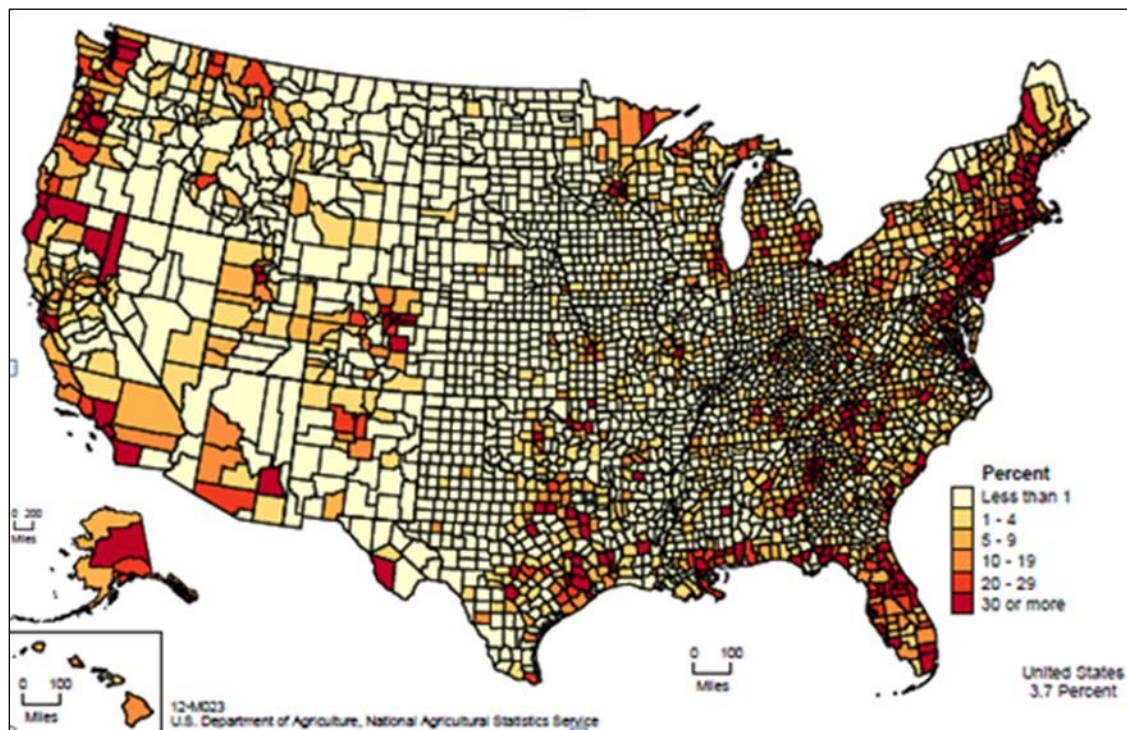 Percent
Less than 1
1 - 4
5 - 9
10 - 19
20 - 29
30 or more
0 200
Miles
0 100
Miles
0 100
Miles
United States
3.7 Percent
12-M023
U.S. Department of Agriculture, National Agricultural Statistics Service